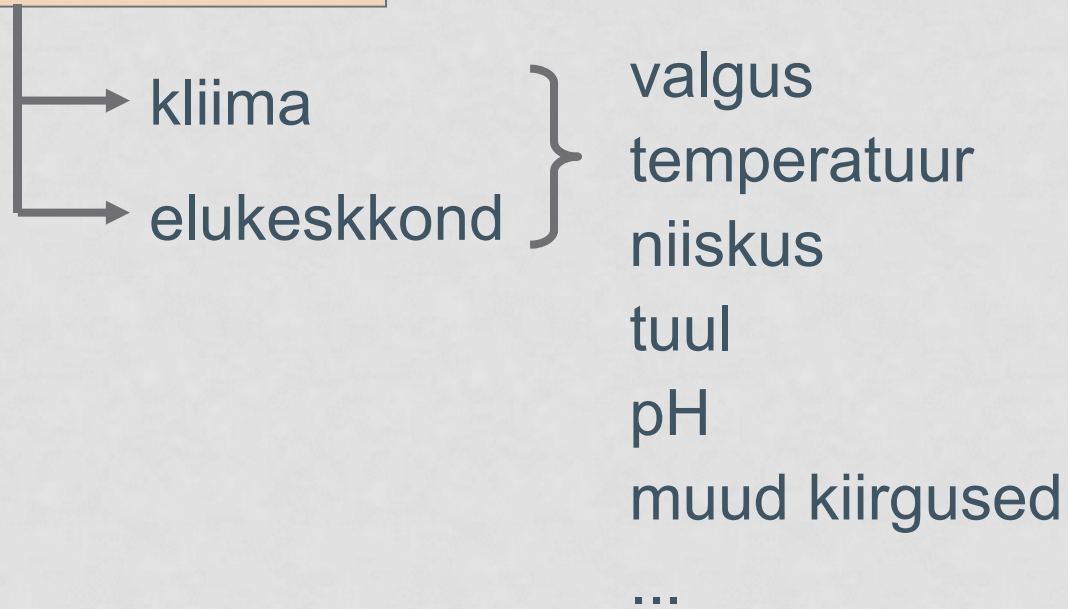 kliima
elukeskkond
valgus
temperatuur
niiskus
tuul
pH
muud kiirgused
...